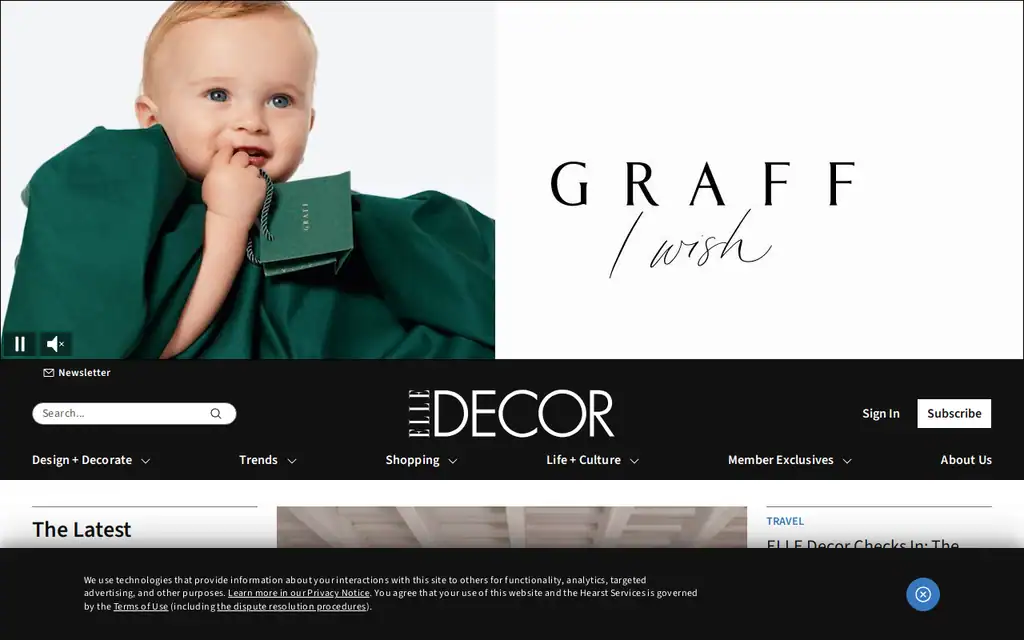 GRAFF
GRAFF
I wish
Newsletter
Search...
ELLE DECOR
Sign In
Subscribe
Design + Decorate
Trends
Shopping
Life + Culture
Member Exclusives
About Us
The Latest
TRAVEL
ELLE Decor Checks In: The
We use technologies that provide information about your interactions with this site to others for functionality, analytics, targeted
advertising, and other purposes. Learn more in our Privacy Notice. You agree that your use of this website and the Hearst Services is governed
by the Terms of Use (including the dispute resolution procedures).